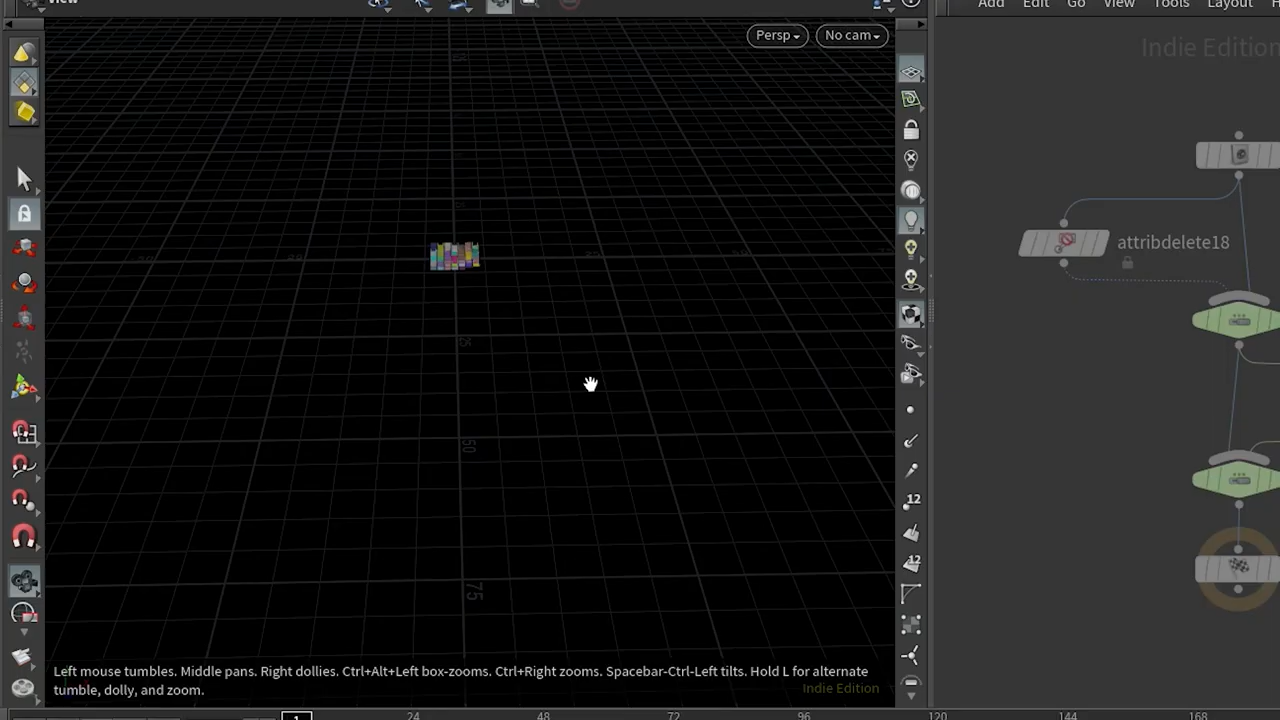 View
Add Edit Go View Tools Layout H
Persp No cam
Indie Edition
attribdelete18
50
75
12
12
Left mouse tumbles. Middle pans. Right dollies. Ctrl+Alt+Left box-zooms. Ctrl+Right zooms. Spacebar-Ctrl-Left tilts. Hold L for alternate
tumble, dolly, and zoom.
Indie Edition
1 24 48 72 96 120 144 168